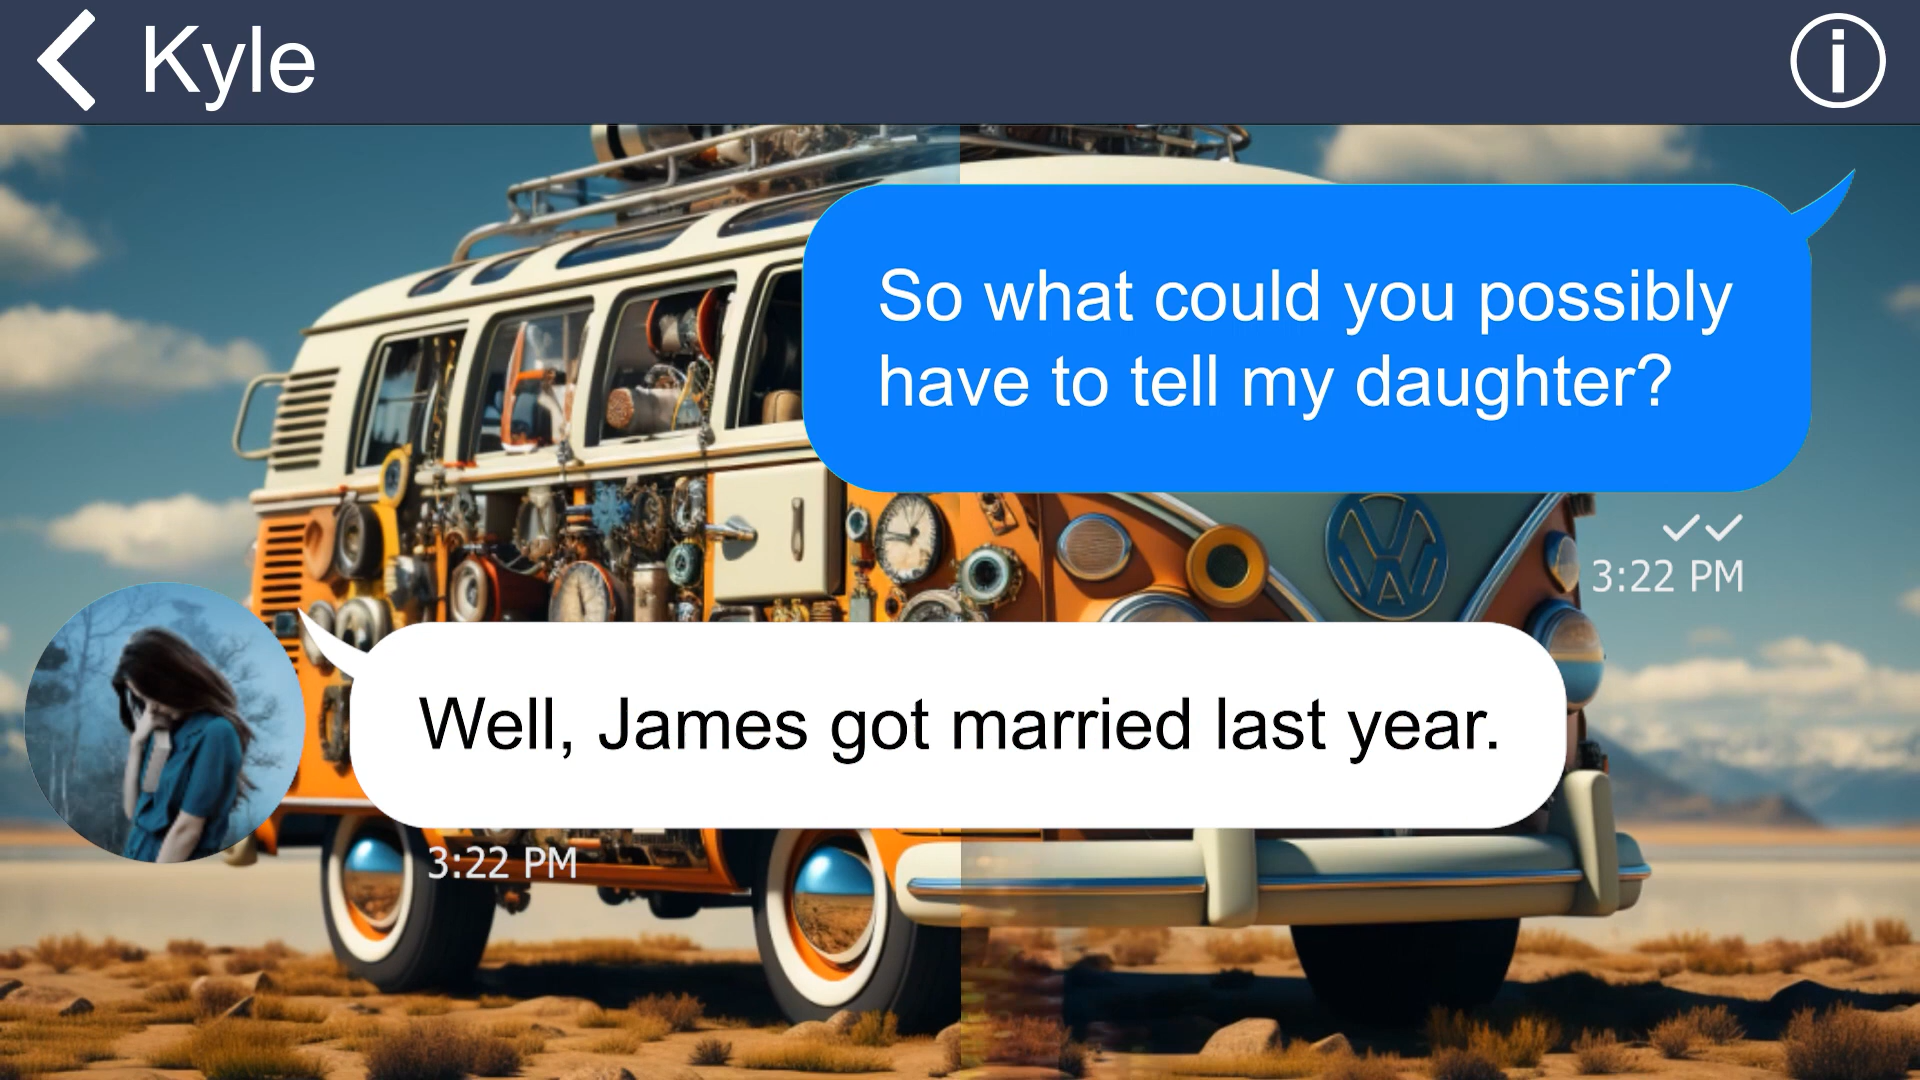 Kyle
So what could you possibly
have to tell my daughter?
3:22 PM
Well, James got married last year.
3:22 PM